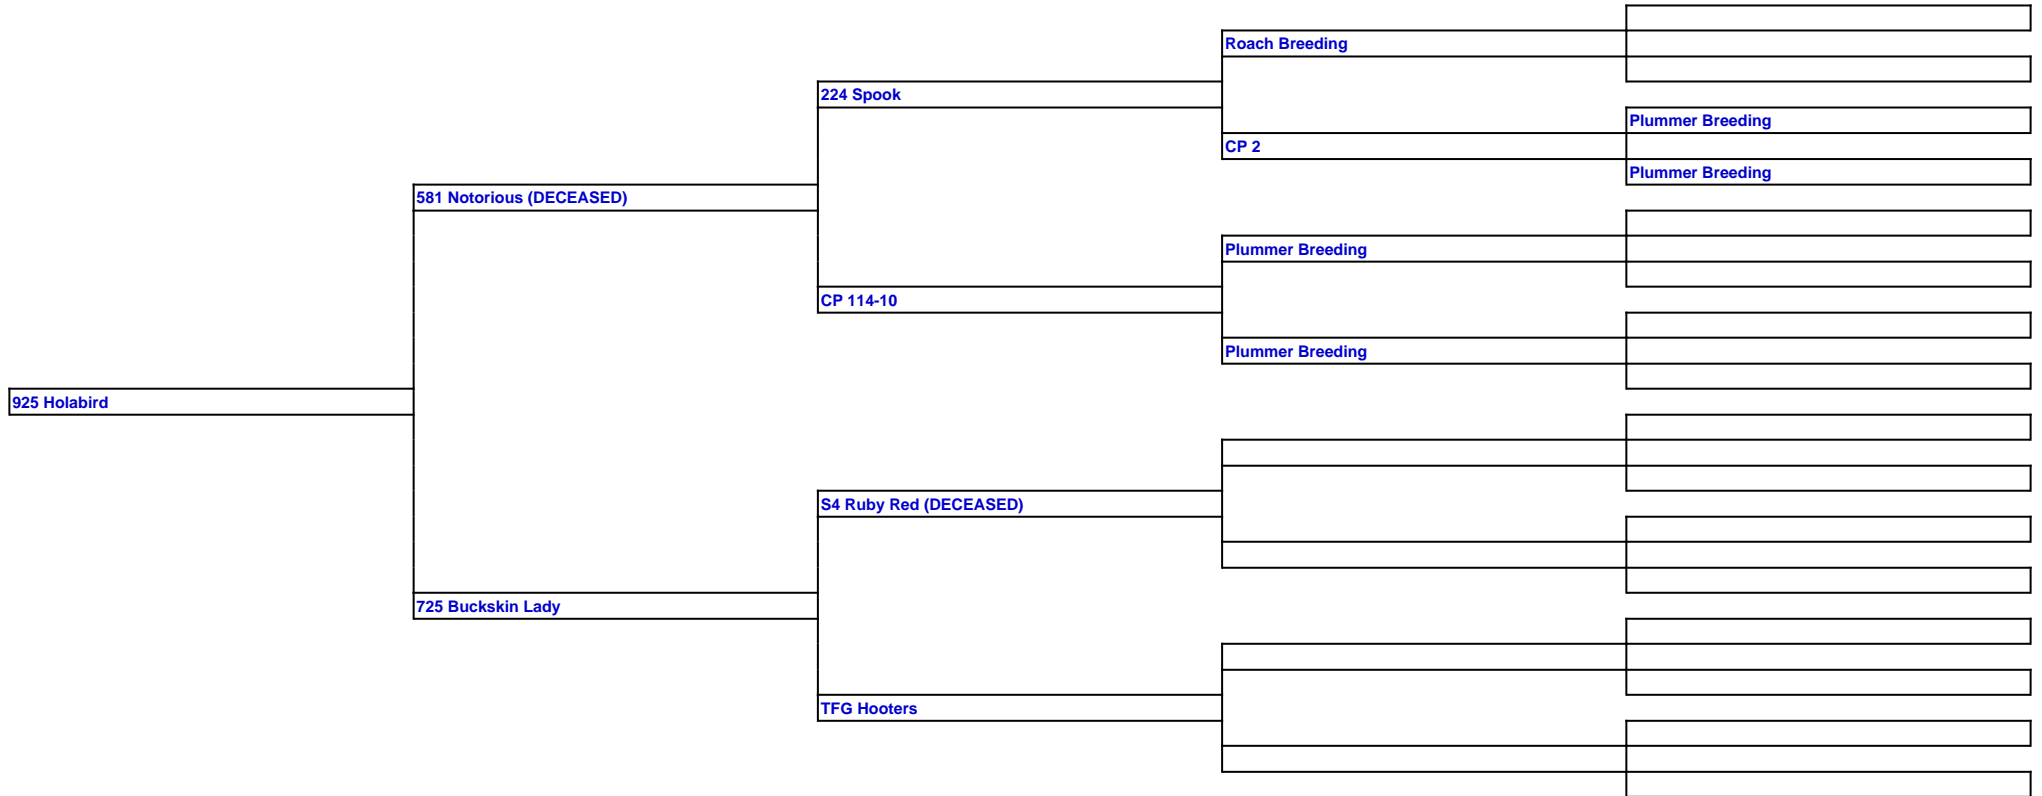 Roach Breeding
224 Spook
Plummer Breeding
CP 2
Plummer Breeding
581 Notorious (DECEASED)
Plummer Breeding
CP 114-10
Plummer Breeding
925 Holabird
S4 Ruby Red (DECEASED)
725 Buckskin Lady
TFG Hooters